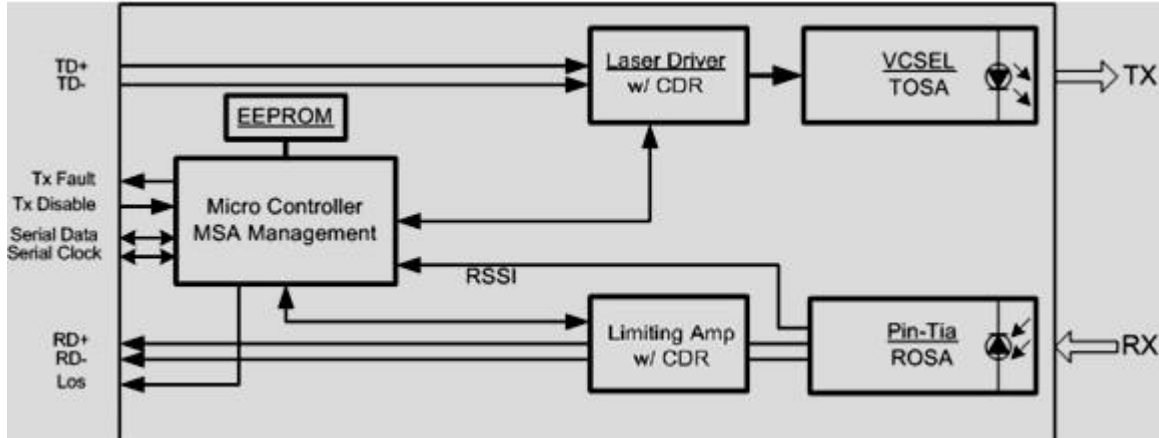 TD+
TD-
Laser Driver
w/ CDR
VCSEL
TOSA
TX
EEPROM
Tx Fault
Tx Disable
Serial Data
Serial Clock
Micro Controller
MSA Management
RSSI
RD+
RD-
Los
Limiting Amp
w/ CDR
Pin-Tia
ROSA
RX